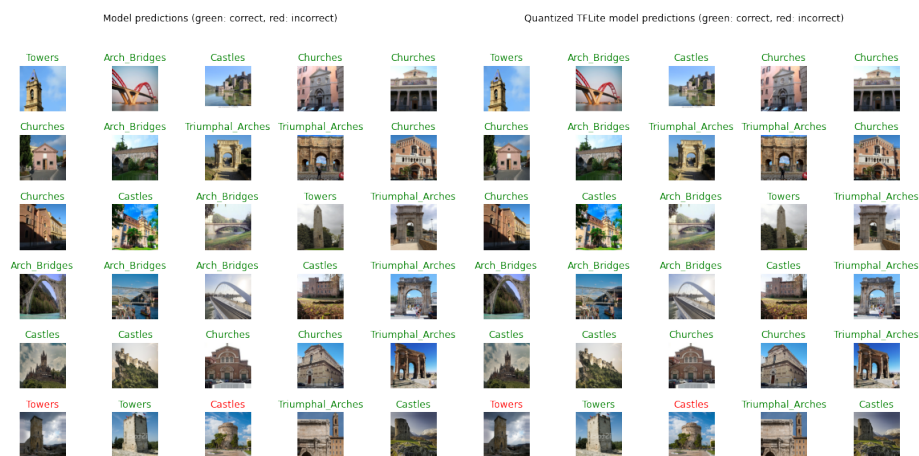 Model predictions (green: correct, red: incorrect)
Towers Arch_Bridges Castles Churches Churches
Churches Arch_Bridges Triumphal_Arches Triumphal_Arches Churches
Churches Castles Arch_Bridges Towers Triumphal_Arches
Arch_Bridges Arch_Bridges Arch_Bridges Castles Triumphal_Arches
Castles Castles Churches Churches Triumphal_Arches
Towers Towers Castles Triumphal_Arches Castles
Quantized TFLite model predictions (green: correct, red: incorrect)
Towers Arch_Bridges Castles Churches Churches
Churches Arch_Bridges Triumphal_Arches Triumphal_Arches Churches
Churches Castles Arch_Bridges Towers Triumphal_Arches
Arch_Bridges Arch_Bridges Arch_Bridges Castles Triumphal_Arches
Castles Castles Churches Churches Triumphal_Arches
Towers Towers Castles Triumphal_Arches Castles